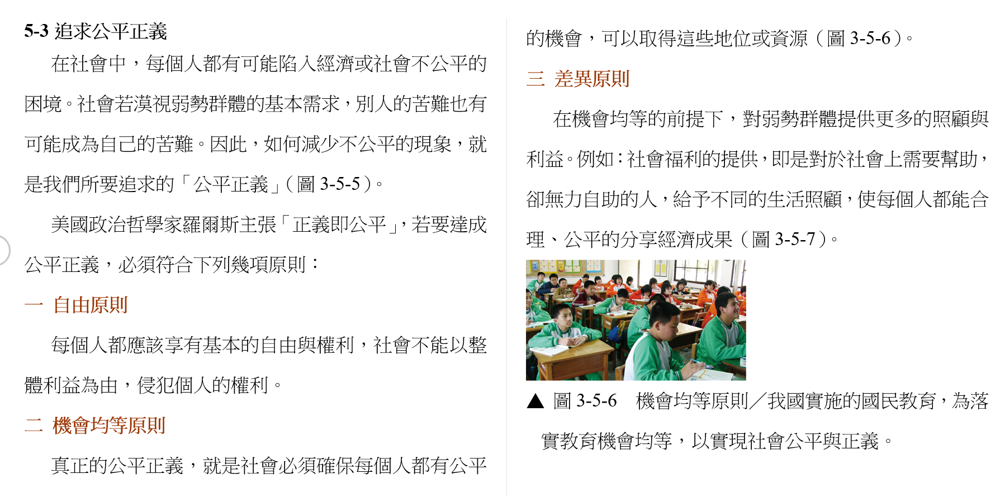 5-3 追求公平正義
在社會中，每個人都有可能陷入經濟或社會不公平的
困境。社會若漠視弱勢群體的基本需求，別人的苦難也有
可能成為自己的苦難。因此，如何減少不公平的現象，就
是我們所要追求的「公平正義」（圖 3-5-5）。
美國政治哲學家羅爾斯主張「正義即公平」，若要達成
公平正義，必須符合下列幾項原則：
一 自由原則
每個人都應該享有基本的自由與權利，社會不能以整
體利益為由，侵犯個人的權利。
二 機會均等原則
真正的公平正義，就是社會必須確保每個人都有公平
的機會，可以取得這些地位或資源（圖 3-5-6）。
三 差異原則
在機會均等的前提下，對弱勢群體提供更多的照顧與
利益。例如：社會福利的提供，即是對於社會上需要幫助，
卻無力自助的人，給予不同的生活照顧，使每個人都能合
理、公平的分享經濟成果（圖 3-5-7）。
▲ 圖 3-5-6 機會均等原則／我國實施的國民教育，為落
實教育機會均等，以實現社會公平與正義。